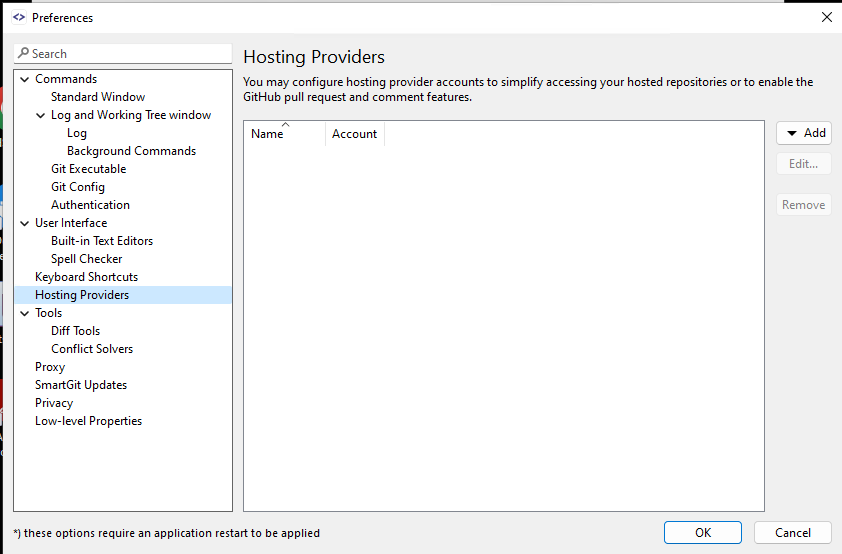 Preferences
Search
Commands
Standard Window
Log and Working Tree window
Log
Background Commands
Git Executable
Git Config
Authentication
User Interface
Built-in Text Editors
Spell Checker
Keyboard Shortcuts
Hosting Providers
Tools
Diff Tools
Conflict Solvers
Proxy
SmartGit Updates
Privacy
Low-level Properties
Hosting Providers
You may configure hosting provider accounts to simplify accessing your hosted repositories or to enable the
GitHub pull request and comment features.
Name Account
Add
Edit...
Remove
*) these options require an application restart to be applied
OK Cancel